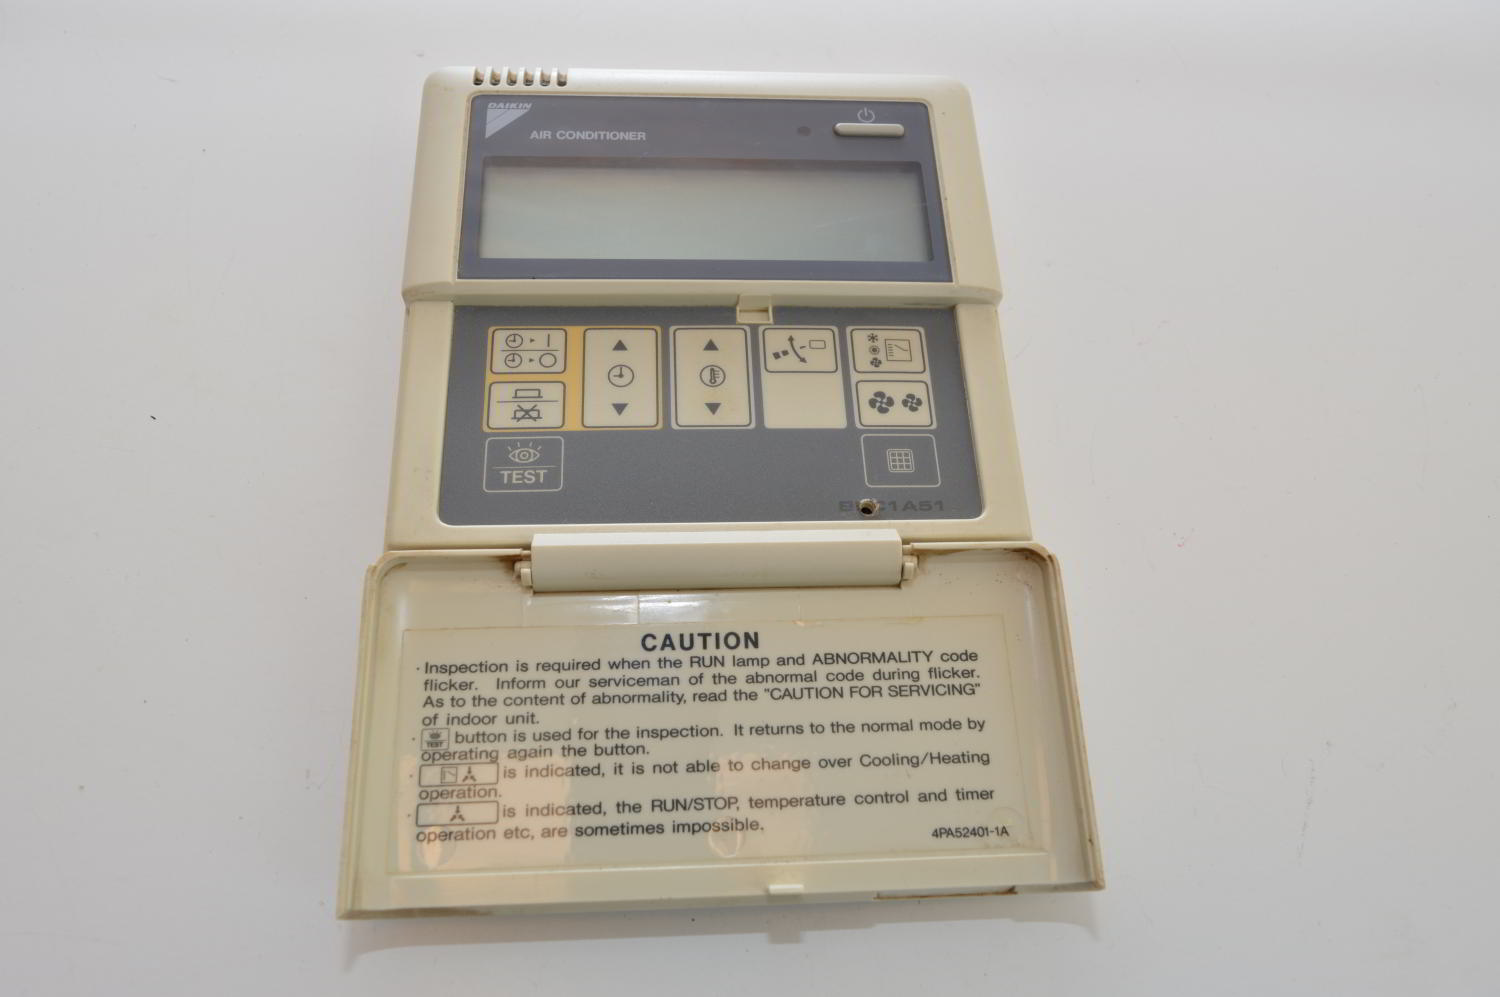 DAIKIN
AIR CONDITIONER
TEST
CAUTION
· Inspection is required when the RUN lamp and ABNORMALITY code
flicker. Inform our serviceman of the abnormal code during flicker.
As to the content of abnormality, read the "CAUTION FOR SERVICING"
of indoor unit.
· TEST button is used for the inspection. It returns to the normal mode by
operating again the button.
· is indicated, it is not able to change over Cooling/Heating
operation.
· is indicated, the RUN/STOP, temperature control and timer
operation etc, are sometimes impossible.
4PA52401-1A